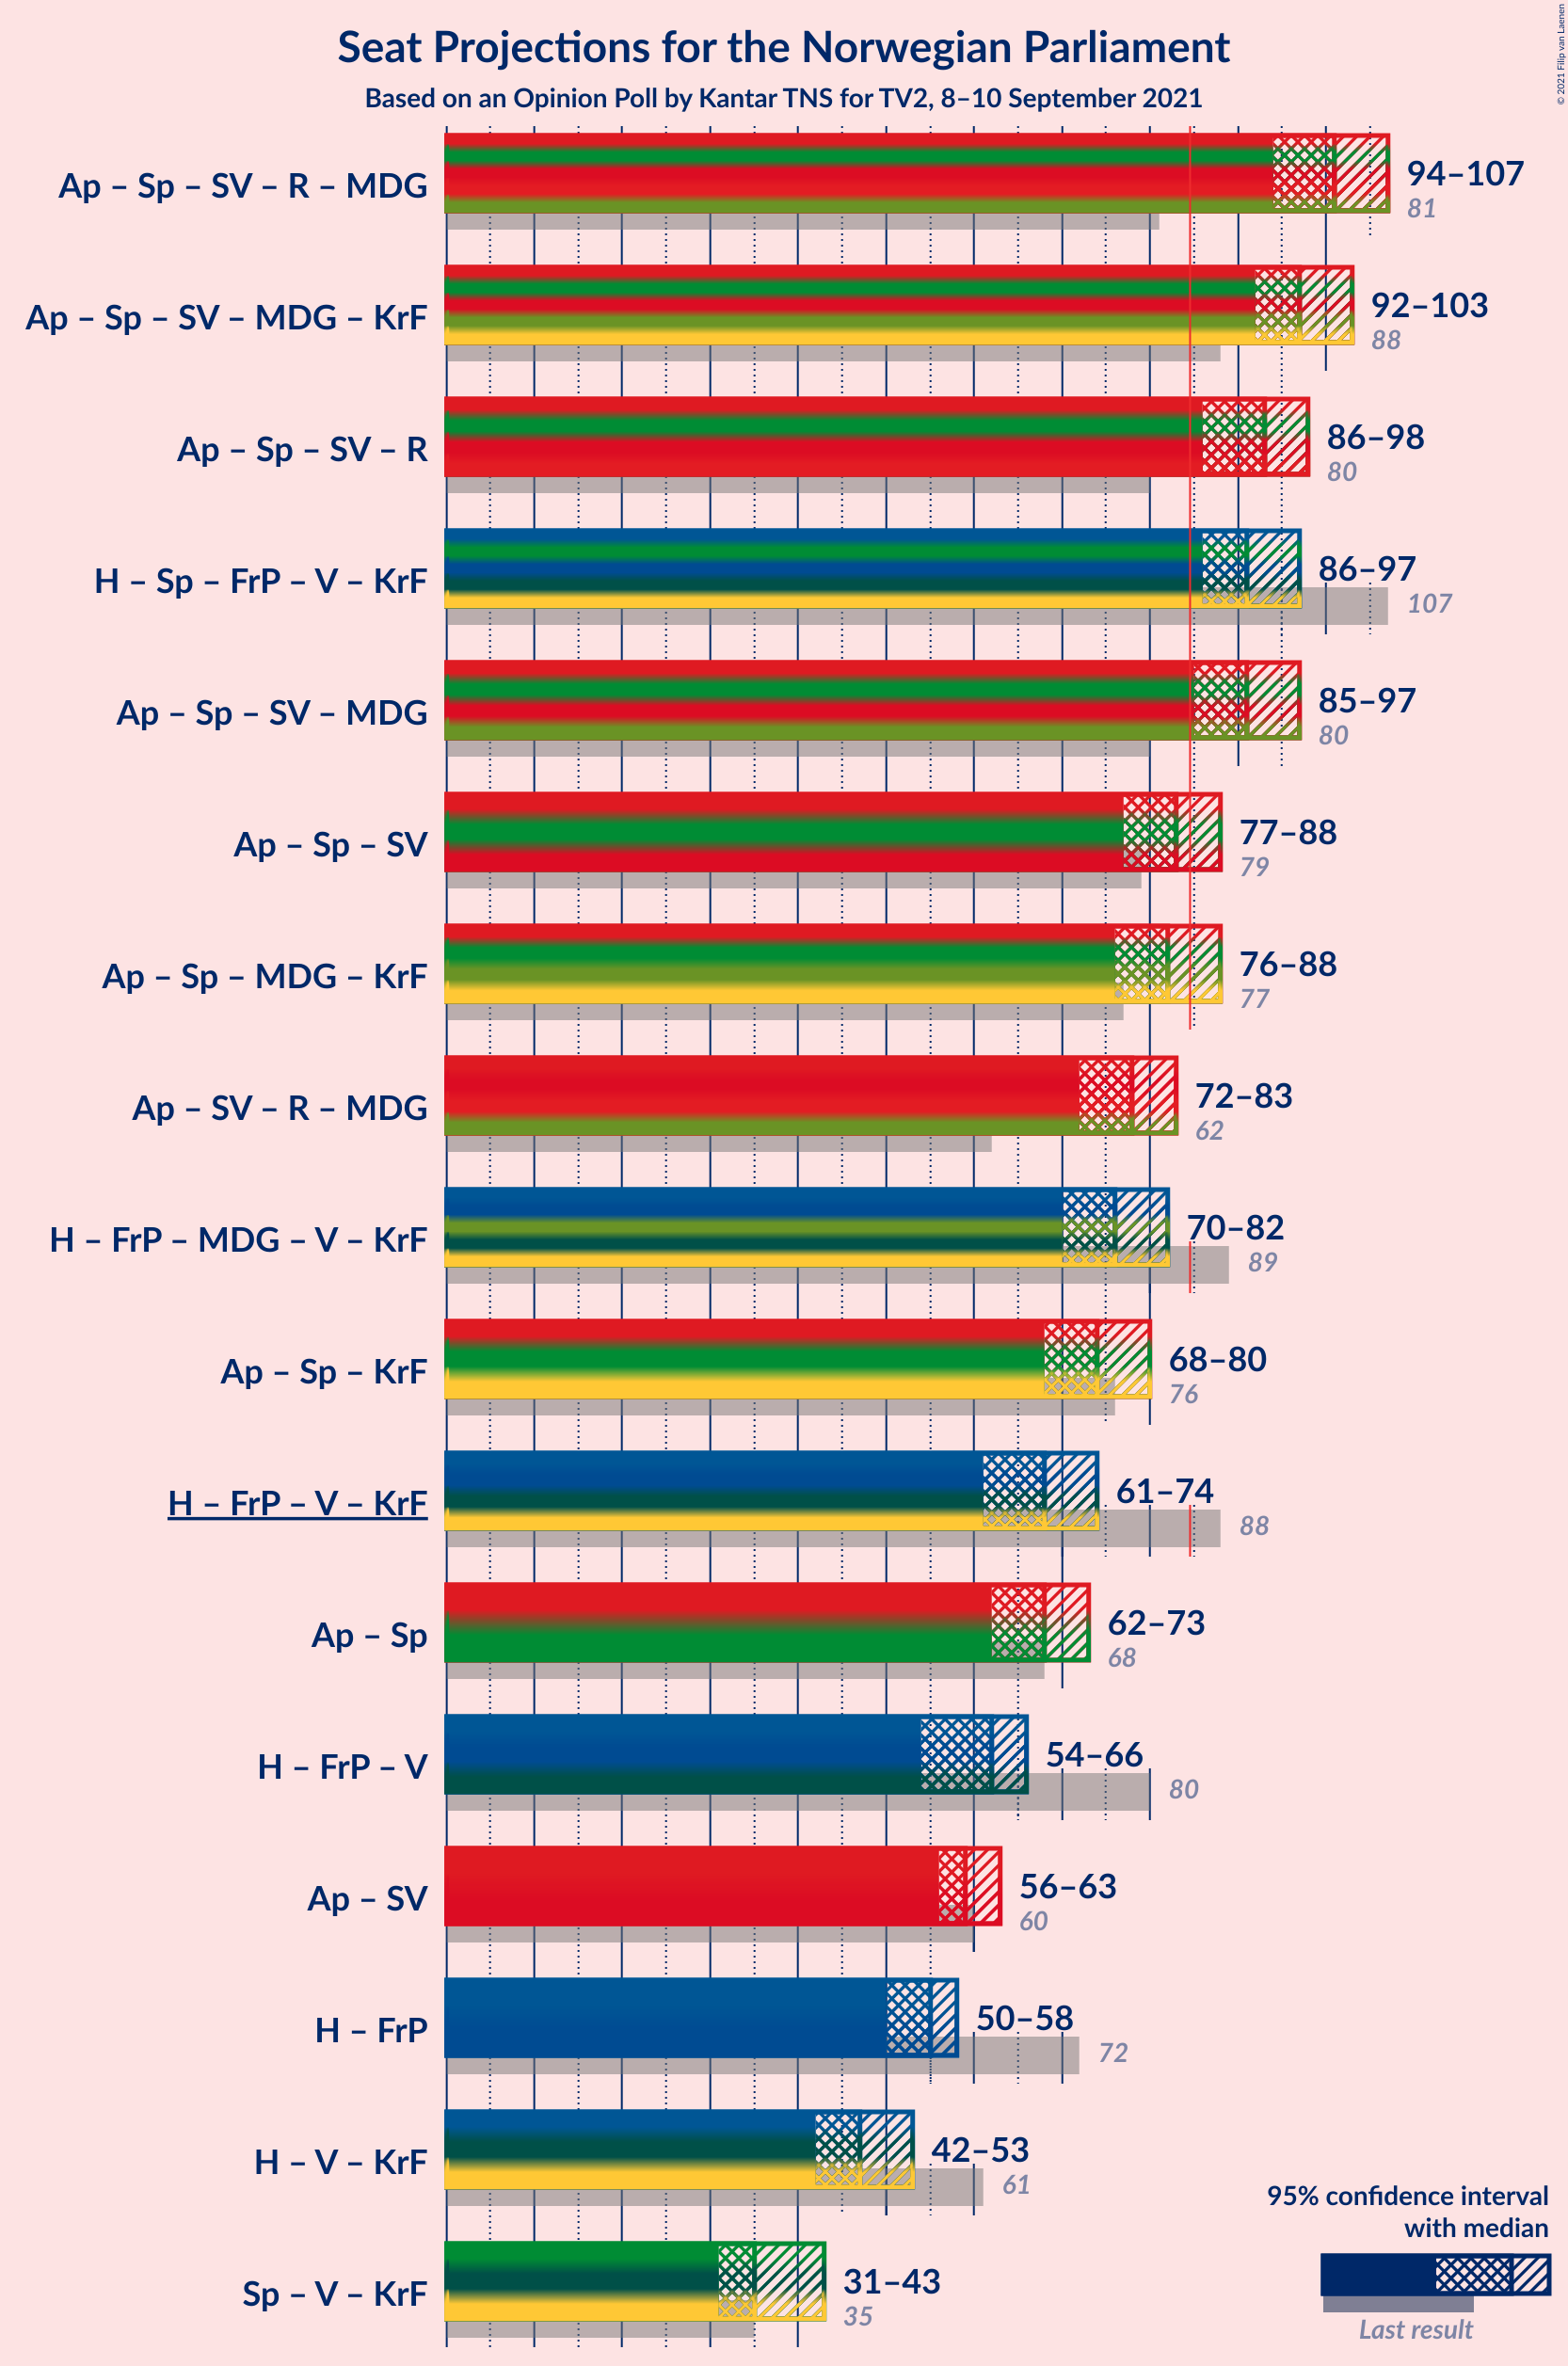 © 2021 Filip van Laenen
Seat Projections for the Norwegian Parliament
Based on an Opinion Poll by Kantar TNS for TV2, 8–10 September 2021
Ap – Sp – SV – R – MDG
94–107
81
Ap – Sp – SV – MDG – KrF
92–103
88
Ap – Sp – SV – R
86–98
80
H – Sp – FrP – V – KrF
86–97
107
Ap – Sp – SV – MDG
85–97
80
Ap – Sp – SV
77–88
79
Ap – Sp – MDG – KrF
76–88
77
Ap – SV – R – MDG
72–83
62
H – FrP – MDG – V – KrF
70–82
89
Ap – Sp – KrF
68–80
76
H – FrP – V – KrF
61–74
88
Ap – Sp
62–73
68
H – FrP – V
54–66
80
Ap – SV
56–63
60
H – FrP
50–58
72
H – V – KrF
42–53
61
Sp – V – KrF
31–43
35
95% confidence interval
with median
Last result